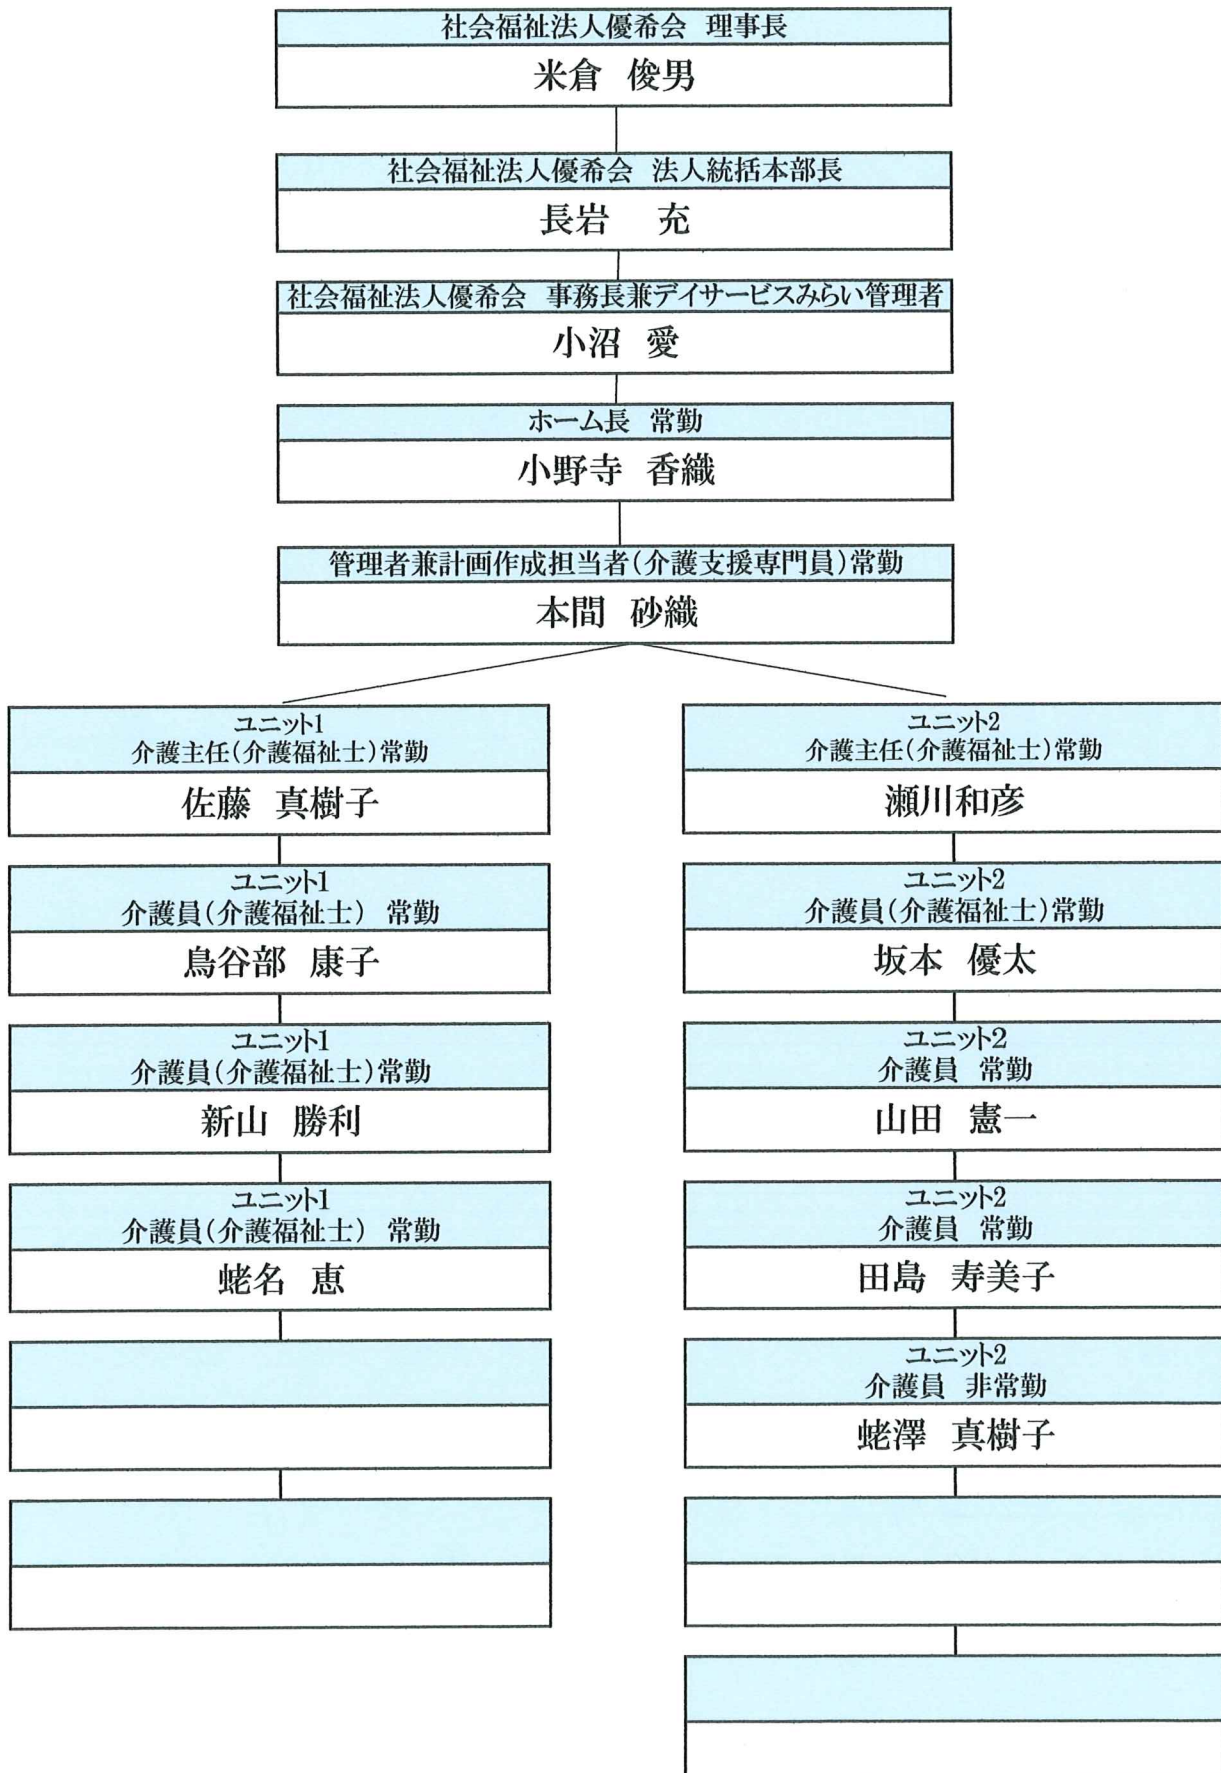 社会福祉法人優希会 理事長
米倉 俊男
社会福祉法人優希会 法人統括本部長
長岩 充
社会福祉法人優希会 事務長兼デイサービスみらい管理者
小沼 愛
ホーム長 常勤
小野寺 香織
管理者兼計画作成担当者(介護支援専門員)常勤
本間 砂織
ユニット1
介護主任(介護福祉士)常勤
佐藤 真樹子
ユニット1
介護員(介護福祉士) 常勤
鳥谷部 康子
ユニット1
介護員(介護福祉士)常勤
新山 勝利
ユニット1
介護員(介護福祉士) 常勤
蛯名 恵
ユニット2
介護主任(介護福祉士)常勤
瀬川和彦
ユニット2
介護員(介護福祉士)常勤
坂本 優太
ユニット2
介護員 常勤
山田 憲一
ユニット2
介護員 常勤
田島 寿美子
ユニット2
介護員 非常勤
蛯澤 真樹子